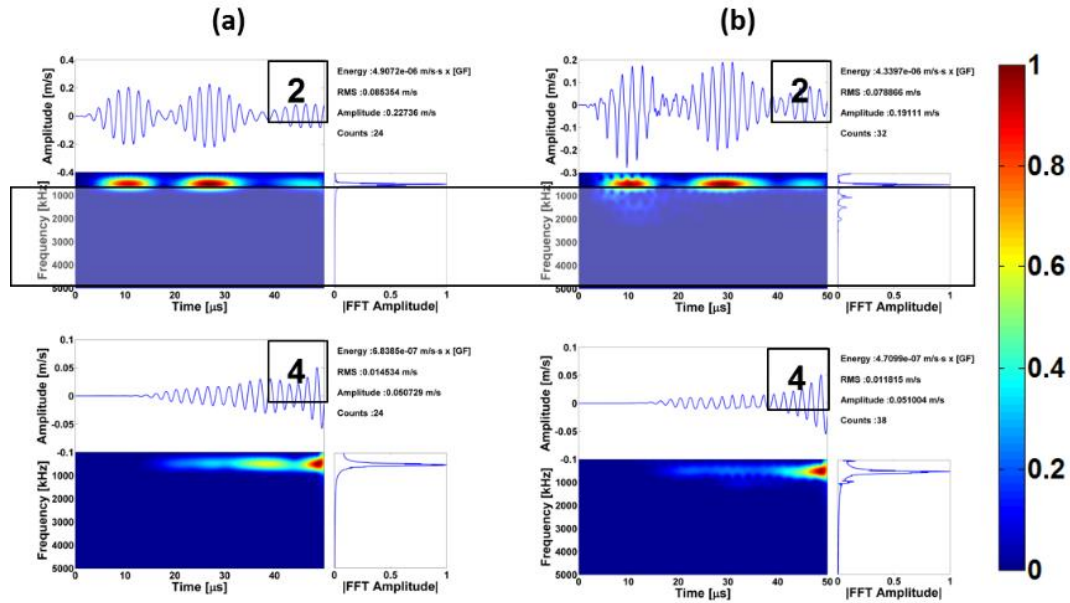 (a)
(b)
0.4
0.2
0
-0.2
-0.4
Amplitude [m/s]
2
Energy :4.9072e-06 m/s-s x [GF]
RMS :0.085354 m/s
Amplitude :0.22736 m/s
Counts :24
1000
2000
3000
4000
5000
Frequency [kHz]
0 10 20 30 40
Time [μs]
0 1
|FFT Amplitude|
0.2
0.1
0
-0.1
-0.2
-0.3
Amplitude [m/s]
2
Energy :4.3397e-06 m/s-s x [GF]
RMS :0.078866 m/s
Amplitude :0.19111 m/s
Counts :32
1000
2000
3000
4000
5000
Frequency [kHz]
0 10 20 30 40 50
Time [μs]
0 1
|FFT Amplitude|
0.1
0.05
0
-0.05
-0.1
Amplitude [m/s]
4
Energy :6.8385e-07 m/s-s x [GF]
RMS :0.014534 m/s
Amplitude :0.050729 m/s
Counts :24
1000
2000
3000
4000
5000
Frequency [kHz]
0 10 20 30 40
Time [μs]
0 1
|FFT Amplitude|
0.1
0.05
0
-0.05
-0.1
Amplitude [m/s]
4
Energy :4.7099e-07 m/s-s x [GF]
RMS :0.011815 m/s
Amplitude :0.051004 m/s
Counts :38
1000
2000
3000
4000
5000
Frequency [kHz]
0 10 20 30 40 50
Time [μs]
0 1
|FFT Amplitude|
1
0.8
0.6
0.4
0.2
0